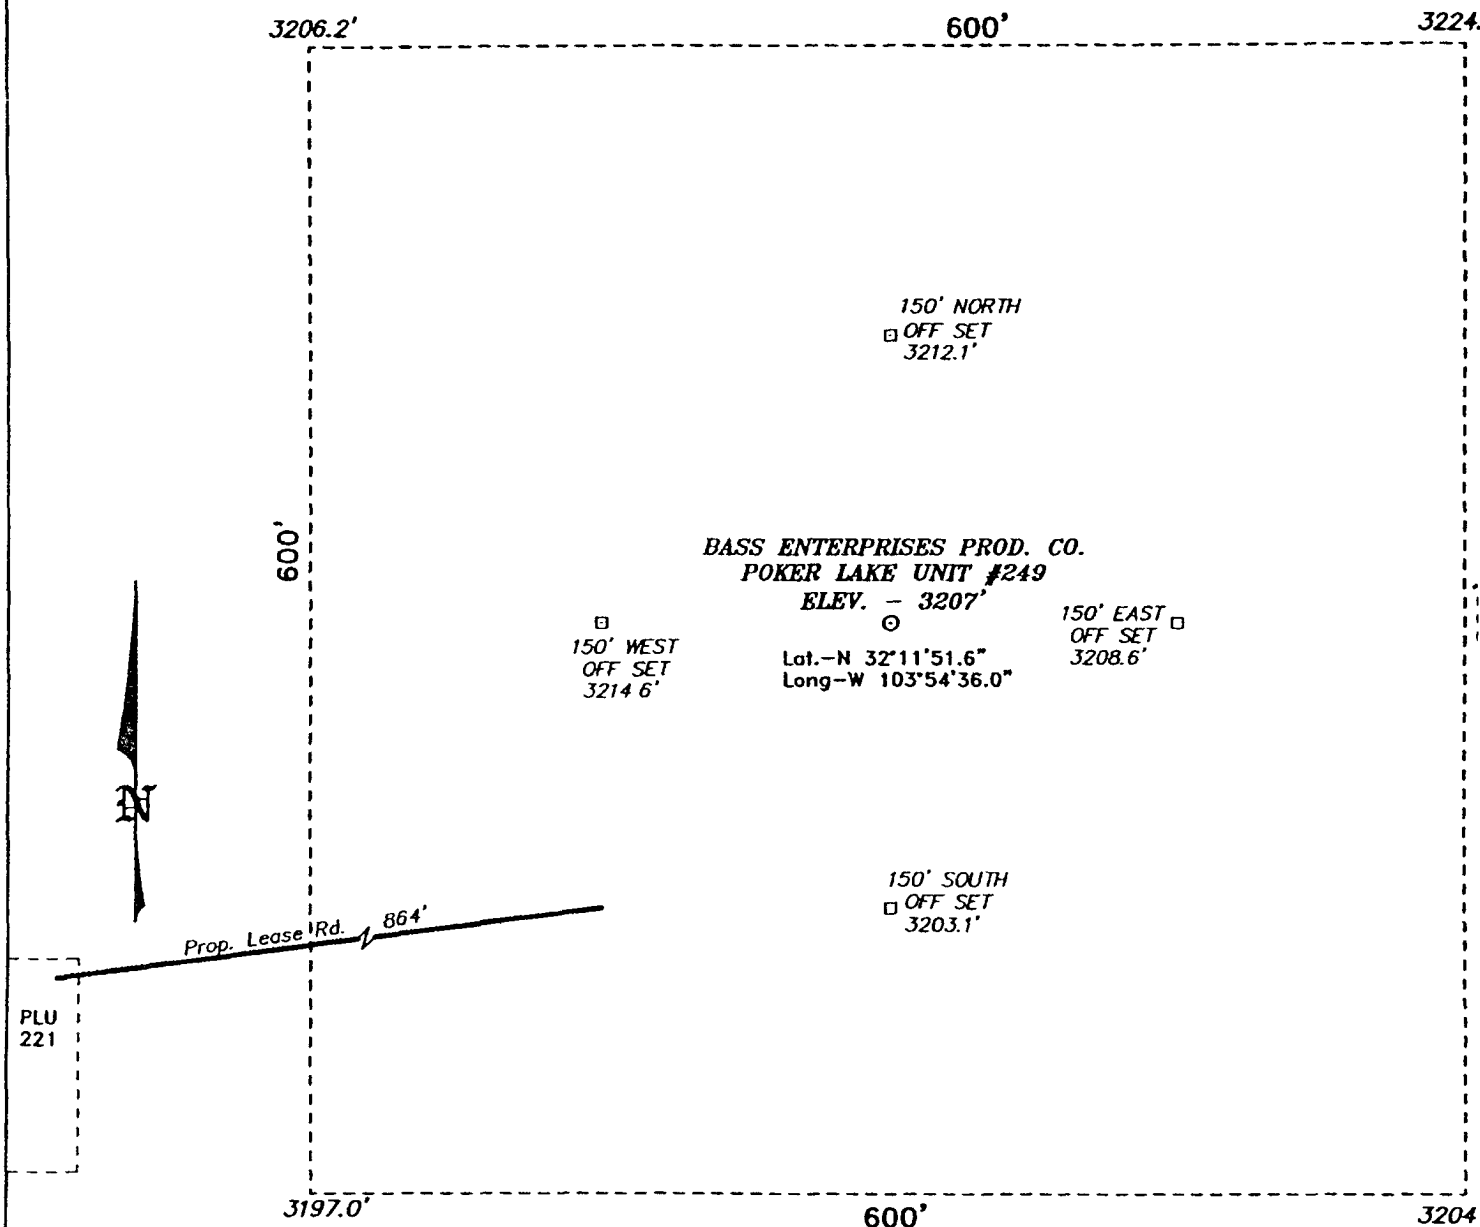 3206.2'
600'
3224.
150' NORTH
OFF SET
3212.1'
600'
BASS ENTERPRISES PROD. CO.
POKER LAKE UNIT #249
ELEV. - 3207'
150' WEST
OFF SET
3214 6'
Lat.-N 32°11'51.6"
Long-W 103°54'36.0"
150' EAST
OFF SET
3208.6'
N
150' SOUTH
OFF SET
3203.1'
Prop. Lease Rd. 864'
PLU
221
3197.0'
600'
3204